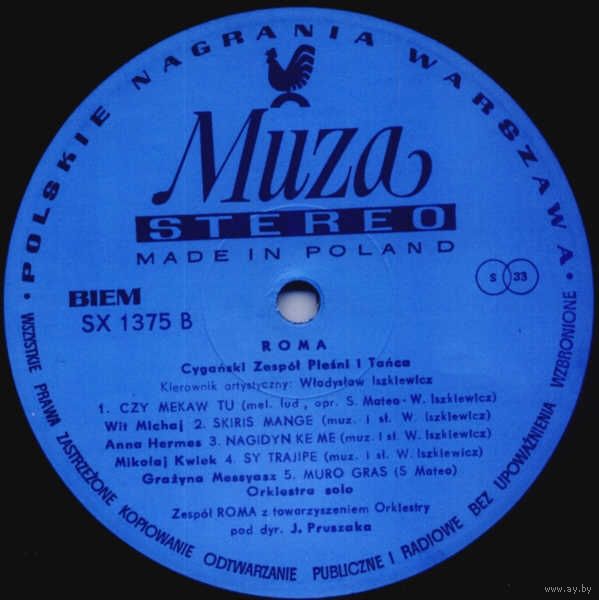 POLSKIE NAGRANIA WARSZAWA
Muza
STEREO
MADE IN POLAND
BIEM
SX 1375 B
S 33
ROMA
Cygański Zespół Pieśni i Tańca
Kierownik artystyczny: Władysław Iszkiewicz
1. CZY MEKAW TU (mel. lud., opr. S. Mateo - W. Iszkiewicz)
Wit Michaj 2. SKIRIS MANGE (muz. i sł. W. Iszkiewicz)
Anna Hermes 3. NAGIDYN KE ME (muz. i sł. W. Iszkiewicz)
Mikołaj Kwiek 4. SY TRAJIPE (muz. i sł. W. Iszkiewicz)
Grażyna Messyasz 5. MURO GRAS (S Mateo)
Orkiestra solo
Zespół ROMA z towarzyszeniem Orkiestry
pod dyr. J. Pruszaka
· WSZYSTKIE PRAWA ZASTRZEŻONE KOPIOWANIE ODTWARZANIE PUBLICZNE I RADIOWE BEZ UPOWAŻNIENIA WZBRONIONE ·
www.ay.by